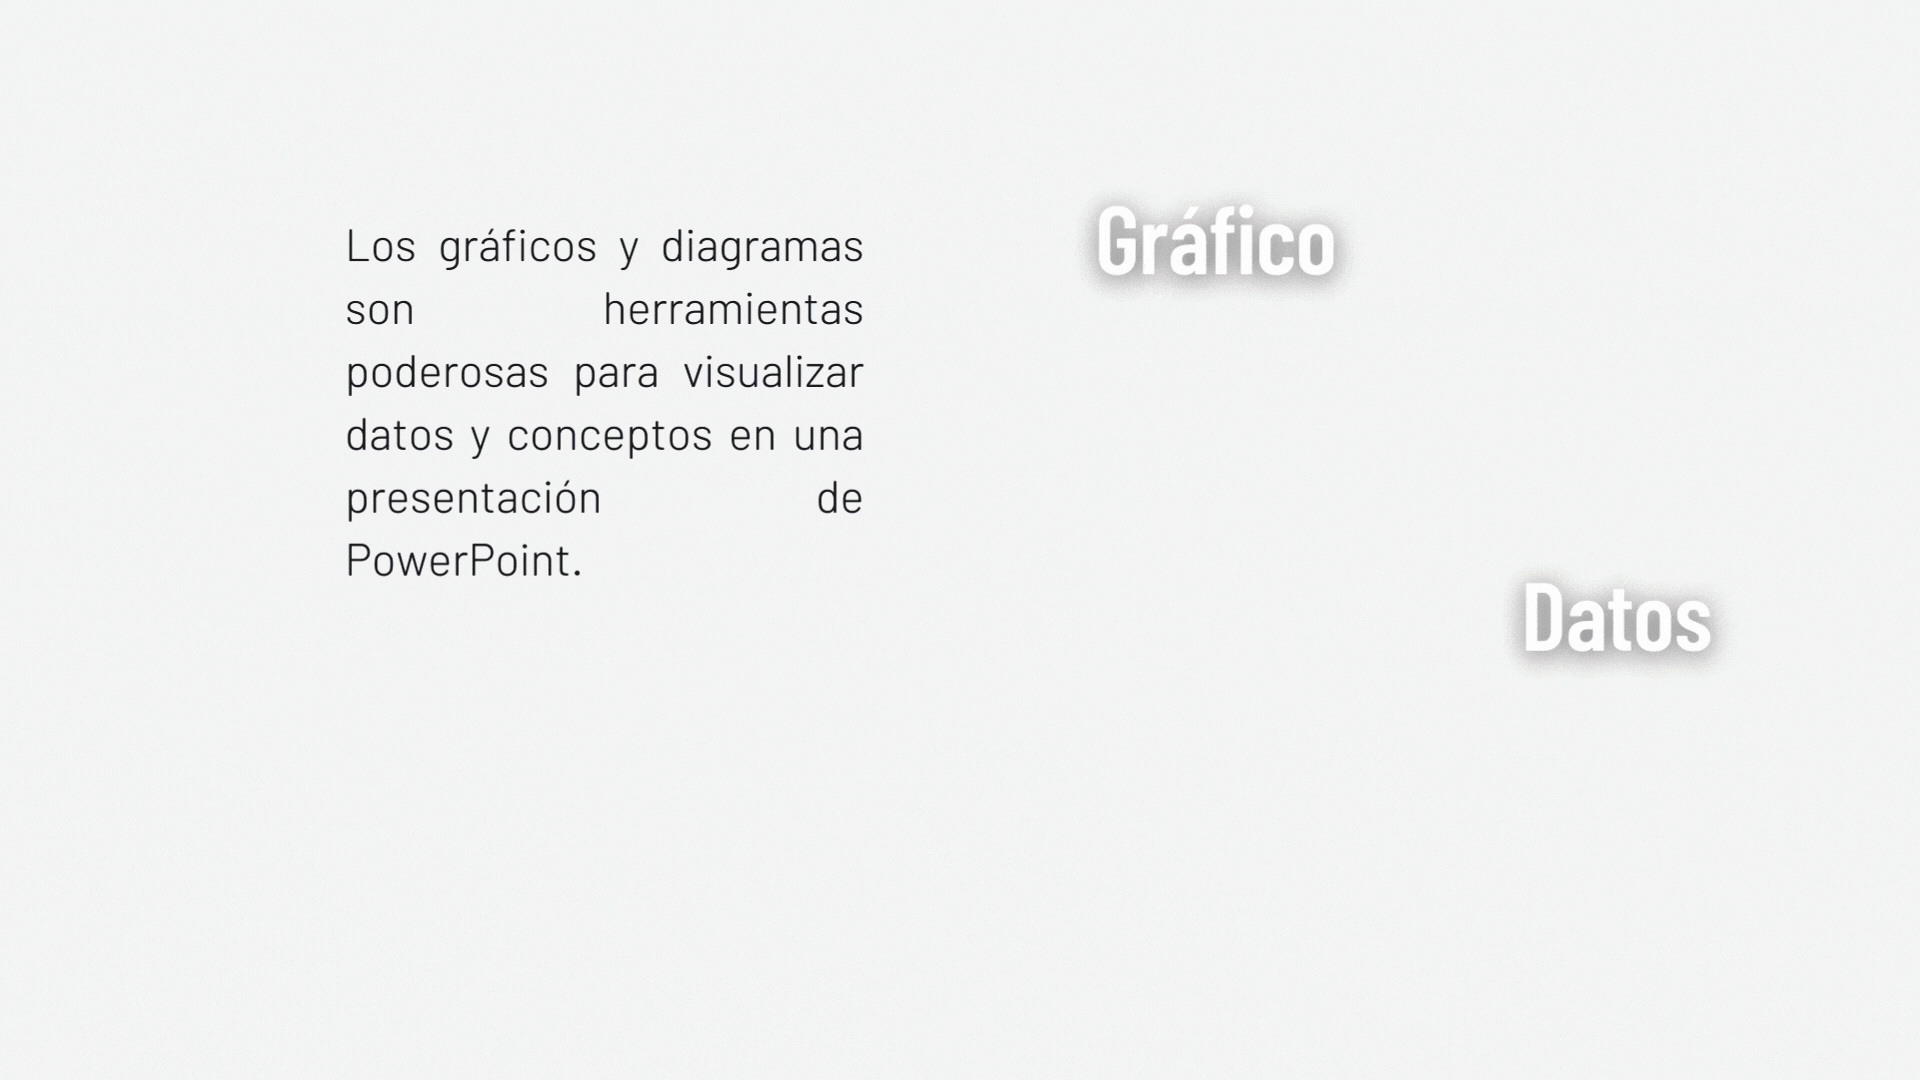 Los gráficos y diagramas
son herramientas
poderosas para visualizar
datos y conceptos en una
presentación de
PowerPoint.
Gráfico
Datos